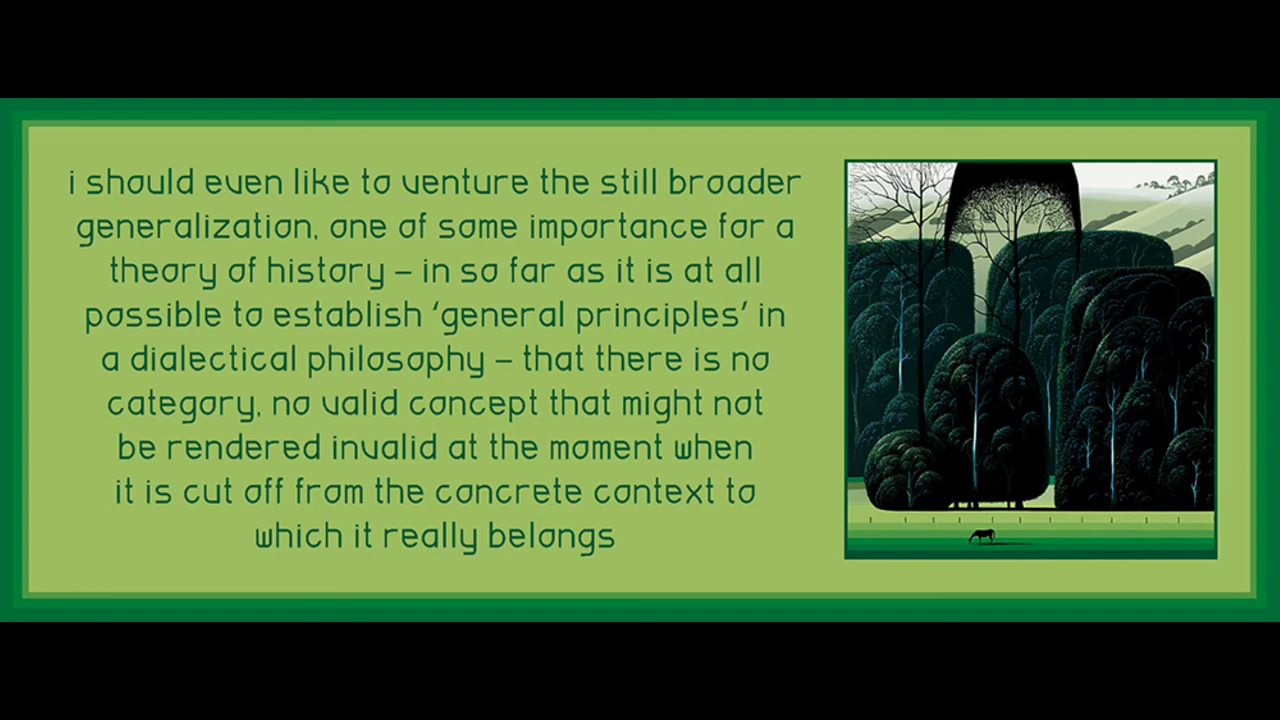 i should even like to venture the still broader
generalization, one of some importance for a
theory of history – in so far as it is at all
possible to establish ‘general principles’ in
a dialectical philosophy – that there is no
category, no valid concept that might not
be rendered invalid at the moment when
it is cut off from the concrete context to
which it really belongs